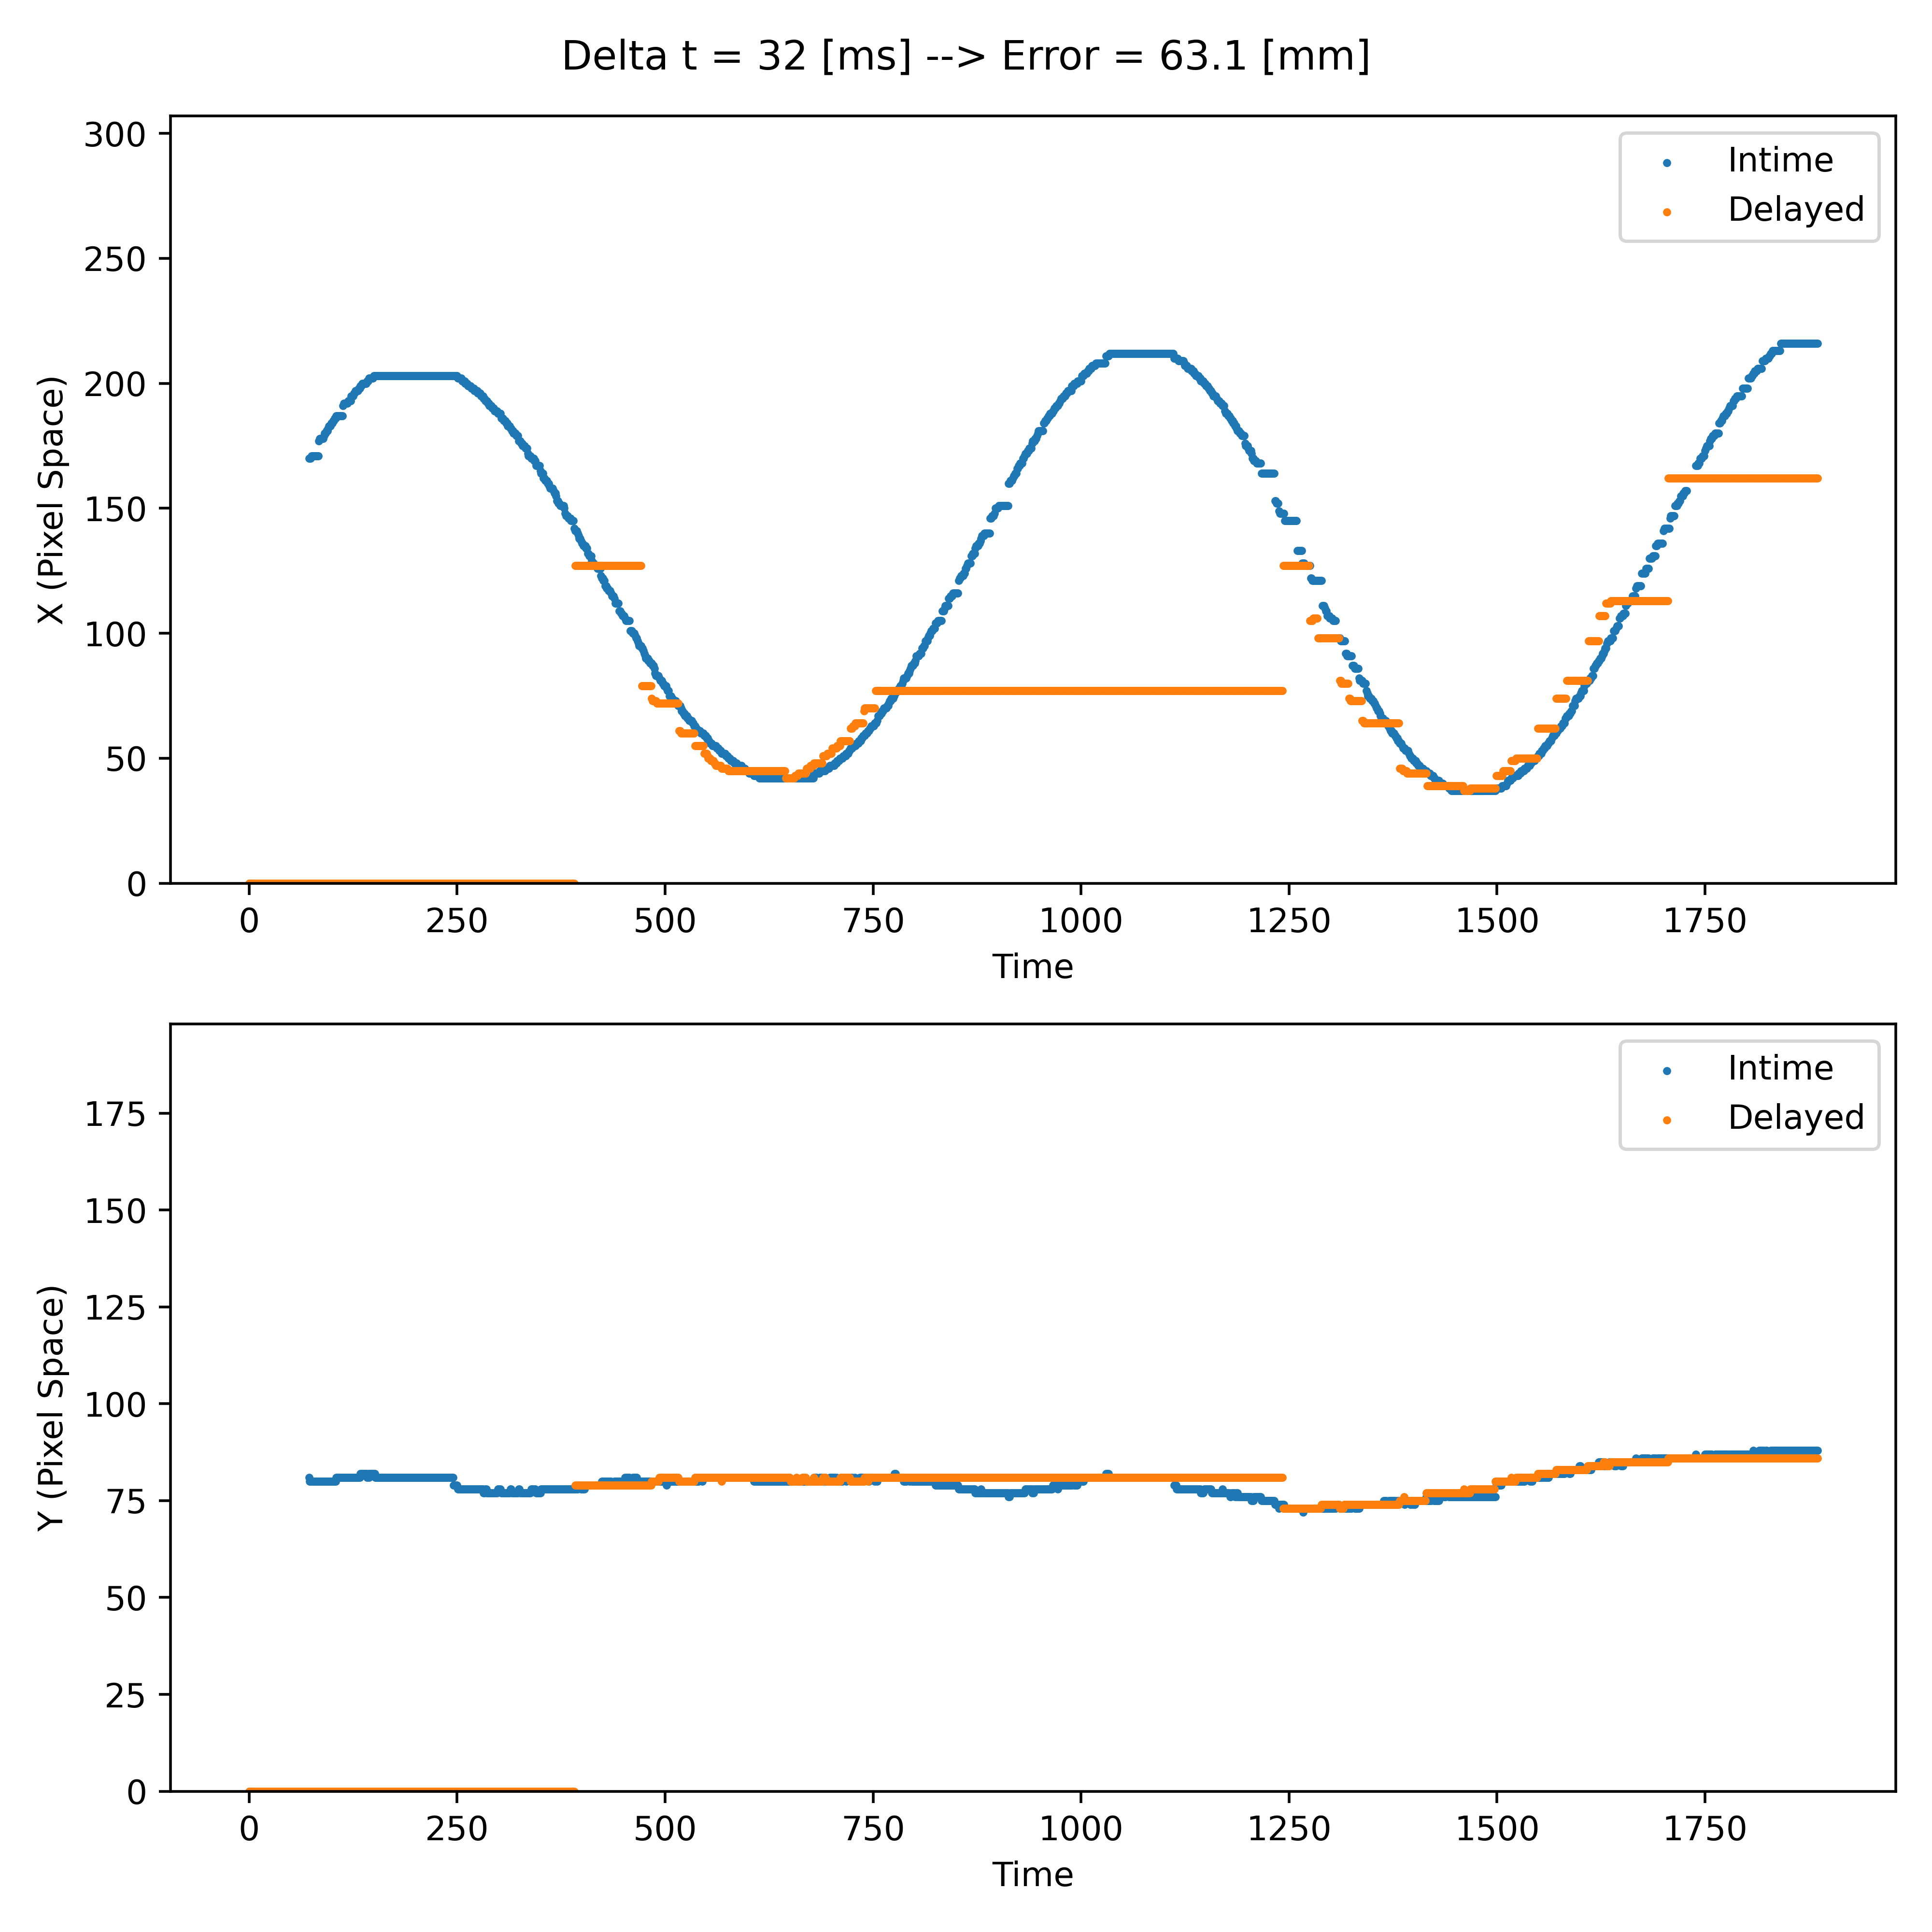 Delta t = 32 [ms] --> Error = 63.1 [mm]
300
250
200
150
100
50
0
X (Pixel Space)
Intime
Delayed
0 250 500 750 1000 1250 1500 1750
Time
175
150
125
100
75
50
25
0
Y (Pixel Space)
Intime
Delayed
0 250 500 750 1000 1250 1500 1750
Time